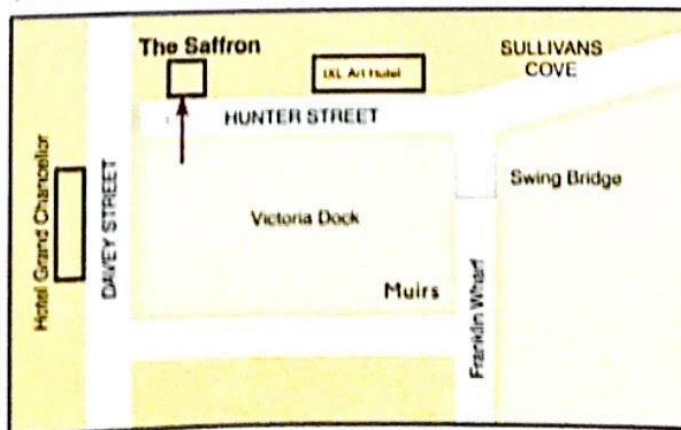 The Saffron
IXL Art Hotel
SULLIVANS
COVE
HUNTER STREET
Swing Bridge
Hotel Grand Chancellor
DAVEY STREET
Victoria Dock
Muirs
Franklin Wharf